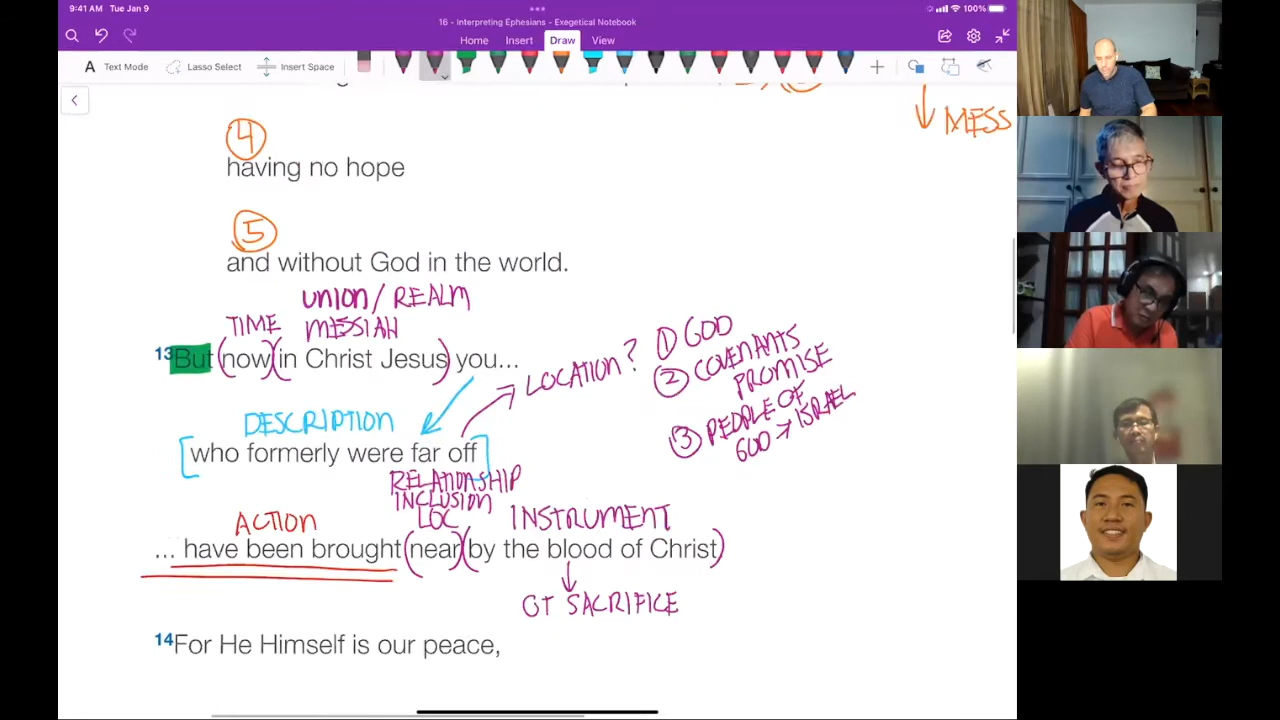 9:41 AM Tue Jan 9
100%
16 - Interpreting Ephesians - Exegetical Notebook
Home Insert Draw View
A Text Mode Lasso Select Insert Space
MESS
4
having no hope
5
and without God in the world.
UNION / REALM
TIME MESSIAH
13But (now)(in Christ Jesus) you...
LOCATION?
1 GOD
2 COVENANTS
PROMISE
3 PEOPLE OF
GOD → ISRAEL
DESCRIPTION
[who formerly were far off]
RELATIONSHIP
INCLUSION
LOC
ACTION
INSTRUMENT
... have been brought (near)(by the blood of Christ)
OT SACRIFICE
14For He Himself is our peace,